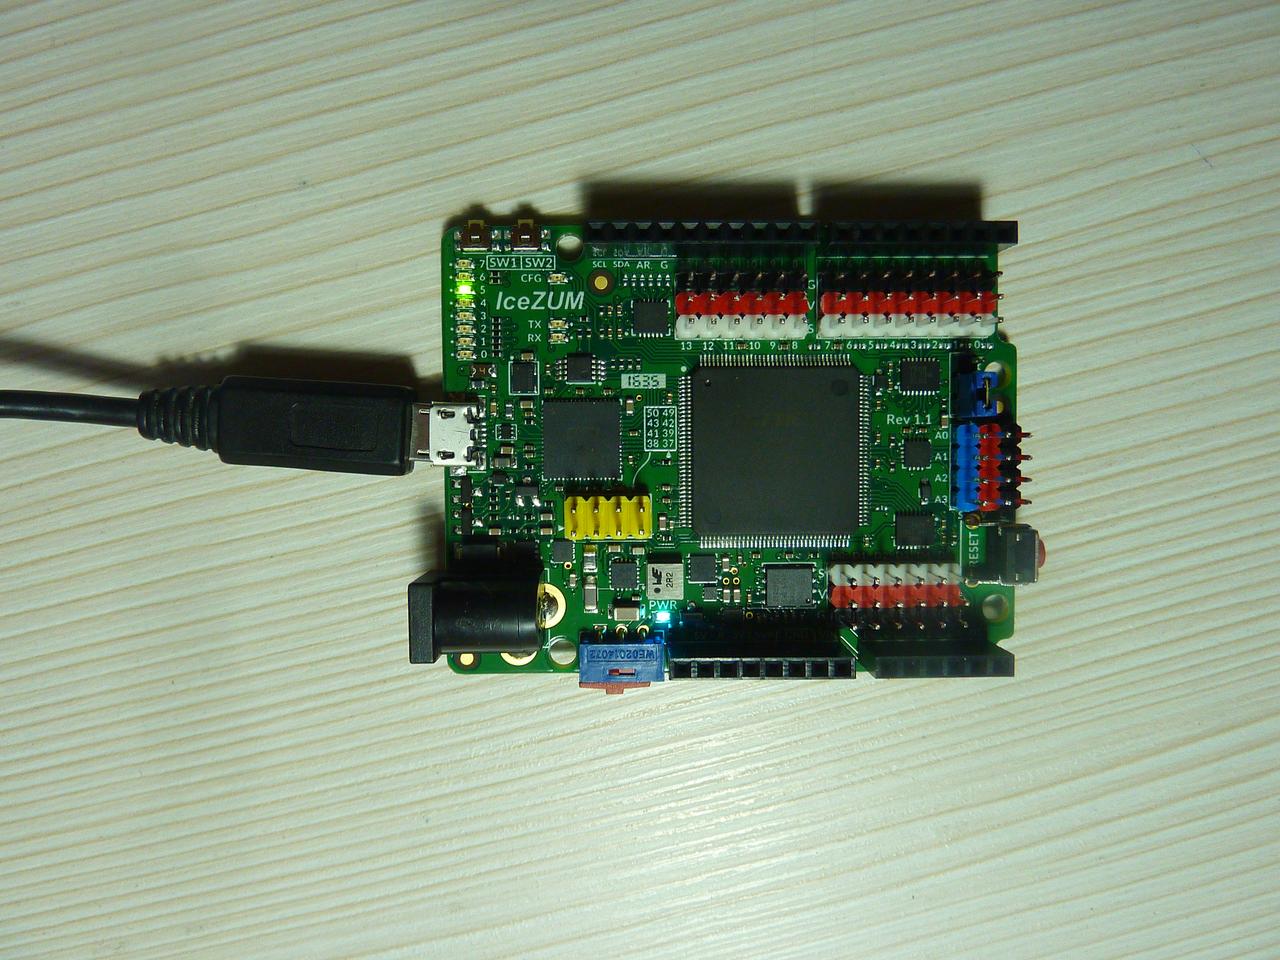 SW1 SW2
SCL SDA AR G
7
6
5
4
3
2
1
0
CFG
IceZUM
TX
RX
G
V
S
13 12 11 10 9 8 7 6 5 4 3 2 1 0
1635
50 49
43 42
41 39
38 37
Rev 1.1
A0
A1
A2
A3
RESET
S
V
2R2
PWR
WE02014072